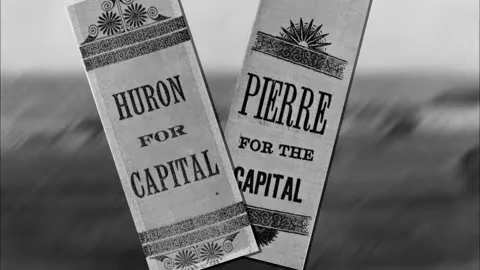 HURON
FOR
CAPITAL
PIERRE
FOR THE
CAPITAL